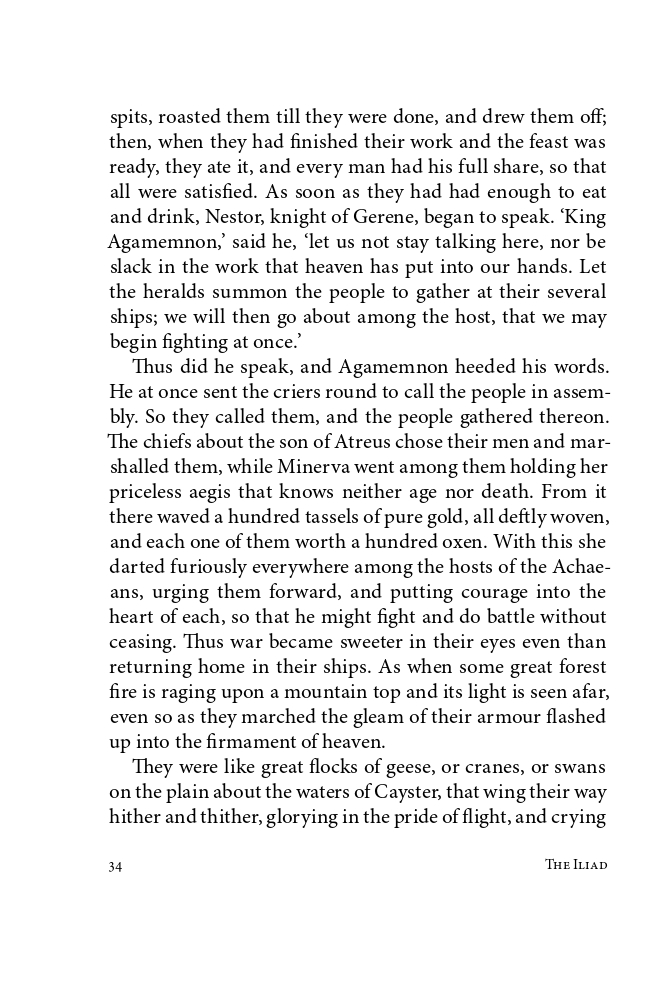 spits, roasted them till they were done, and drew them off;
then, when they had finished their work and the feast was
ready, they ate it, and every man had his full share, so that
all were satisfied. As soon as they had had enough to eat
and drink, Nestor, knight of Gerene, began to speak. ‘King
Agamemnon,’ said he, ‘let us not stay talking here, nor be
slack in the work that heaven has put into our hands. Let
the heralds summon the people to gather at their several
ships; we will then go about among the host, that we may
begin fighting at once.’
Thus did he speak, and Agamemnon heeded his words.
He at once sent the criers round to call the people in assem-
bly. So they called them, and the people gathered thereon.
The chiefs about the son of Atreus chose their men and mar-
shalled them, while Minerva went among them holding her
priceless aegis that knows neither age nor death. From it
there waved a hundred tassels of pure gold, all deftly woven,
and each one of them worth a hundred oxen. With this she
darted furiously everywhere among the hosts of the Achae-
ans, urging them forward, and putting courage into the
heart of each, so that he might fight and do battle without
ceasing. Thus war became sweeter in their eyes even than
returning home in their ships. As when some great forest
fire is raging upon a mountain top and its light is seen afar,
even so as they marched the gleam of their armour flashed
up into the firmament of heaven.
They were like great flocks of geese, or cranes, or swans
on the plain about the waters of Cayster, that wing their way
hither and thither, glorying in the pride of flight, and crying
34 The Iliad